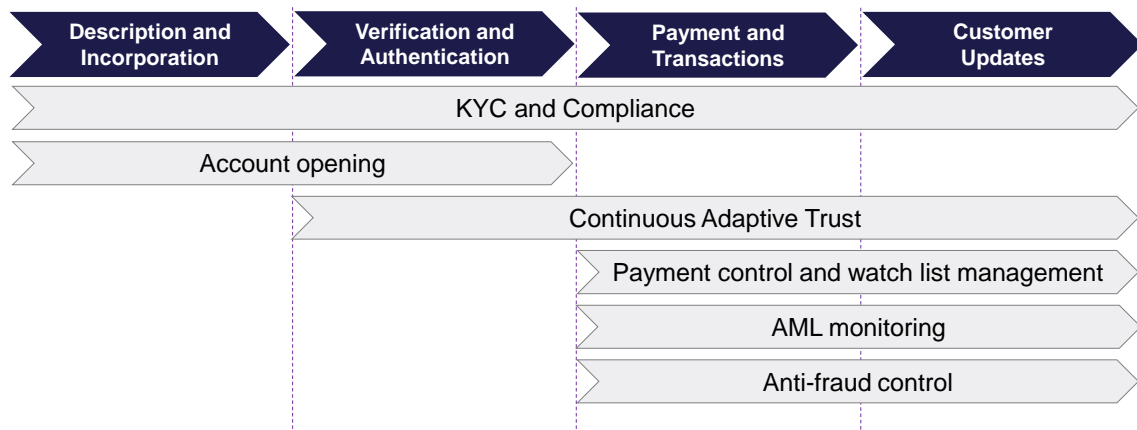 Description and
Incorporation
Verification and
Authentication
Payment and
Transactions
Customer
Updates
KYC and Compliance
Account opening
Continuous Adaptive Trust
Payment control and watch list management
AML monitoring
Anti-fraud control